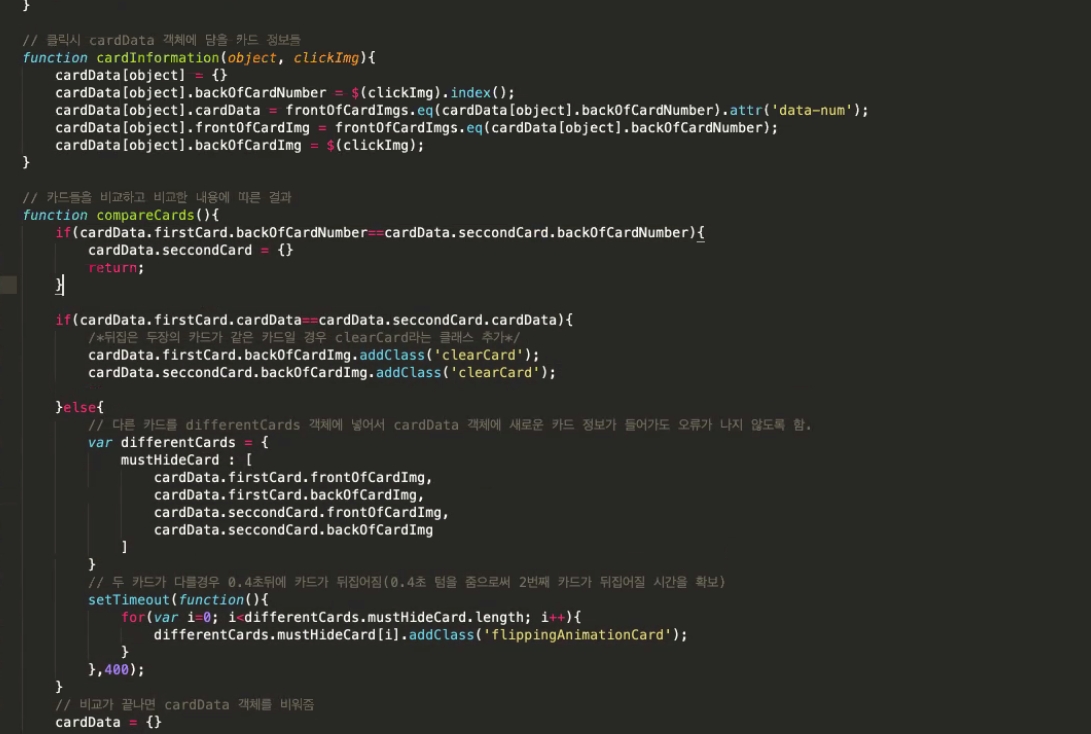 }
// 클릭시 cardData 객체에 담을 카드 정보들
function cardInformation(object, clickImg){
    cardData[object] = {}
    cardData[object].backOfCardNumber = $(clickImg).index();
    cardData[object].cardData = frontOfCardImgs.eq(cardData[object].backOfCardNumber).attr('data-num');
    cardData[object].frontOfCardImg = frontOfCardImgs.eq(cardData[object].backOfCardNumber);
    cardData[object].backOfCardImg = $(clickImg);
}
// 카드들을 비교하고 비교한 내용에 따른 결과
function compareCards(){
    if(cardData.firstCard.backOfCardNumber==cardData.seccondCard.backOfCardNumber){
        cardData.seccondCard = {}
        return;
    }
    if(cardData.firstCard.cardData==cardData.seccondCard.cardData){
        /*뒤집은 두장의 카드가 같은 카드일 경우 clearCard라는 클래스 추가*/
        cardData.firstCard.backOfCardImg.addClass('clearCard');
        cardData.seccondCard.backOfCardImg.addClass('clearCard');
    }else{
        // 다른 카드를 differentCards 객체에 넣어서 cardData 객체에 새로운 카드 정보가 들어가도 오류가 나지 않도록 함.
        var differentCards = {
            mustHideCard : [
                cardData.firstCard.frontOfCardImg,
                cardData.firstCard.backOfCardImg,
                cardData.seccondCard.frontOfCardImg,
                cardData.seccondCard.backOfCardImg
            ]
        }
        // 두 카드가 다를경우 0.4초뒤에 카드가 뒤집어짐(0.4초 텀을 줌으로써 2번째 카드가 뒤집어질 시간을 확보)
        setTimeout(function(){
            for(var i=0; i<differentCards.mustHideCard.length; i++){
                differentCards.mustHideCard[i].addClass('flippingAnimationCard');
            }
        },400);
    }
    // 비교가 끝나면 cardData 객체를 비워줌
    cardData = {}